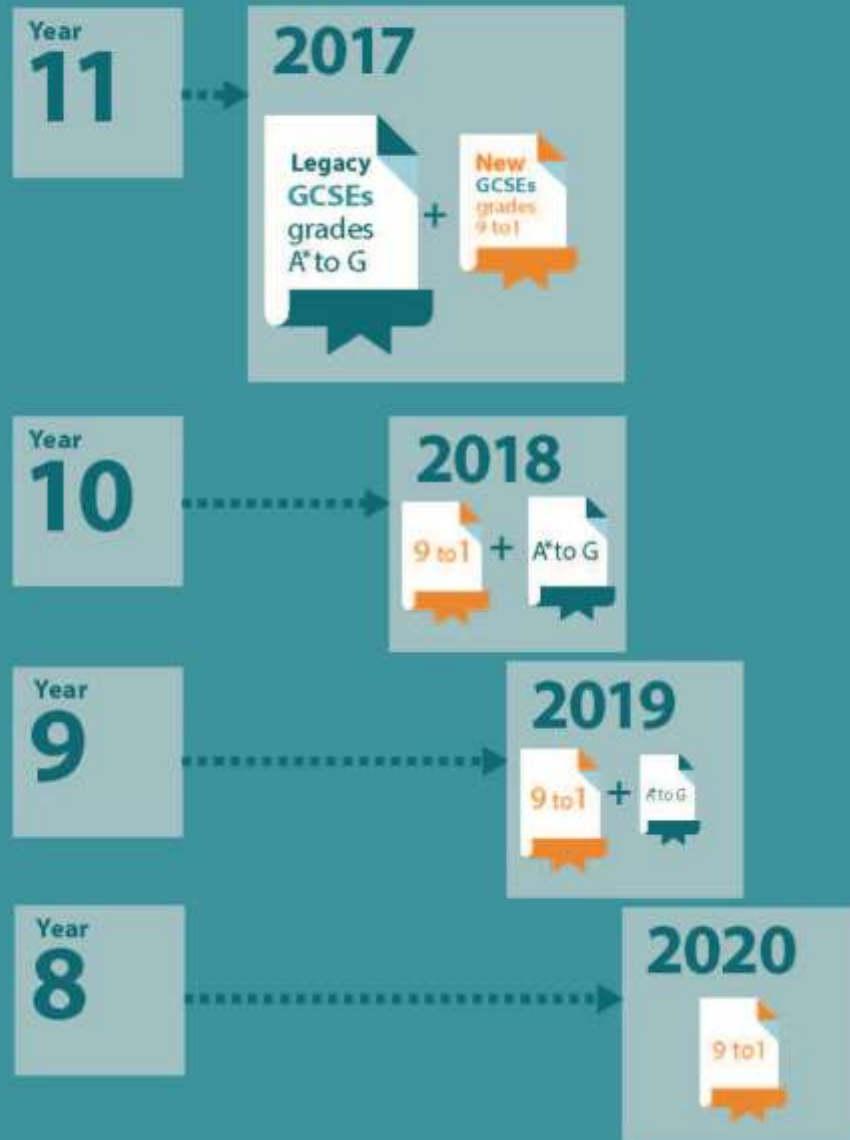 Year
11
2017
Legacy
GCSEs
grades
A* to G
+
New
GCSEs
grades
9 to 1
Year
10
2018
9 to 1
+
A* to G
Year
9
2019
9 to 1
+
A* to G
Year
8
2020
9 to 1